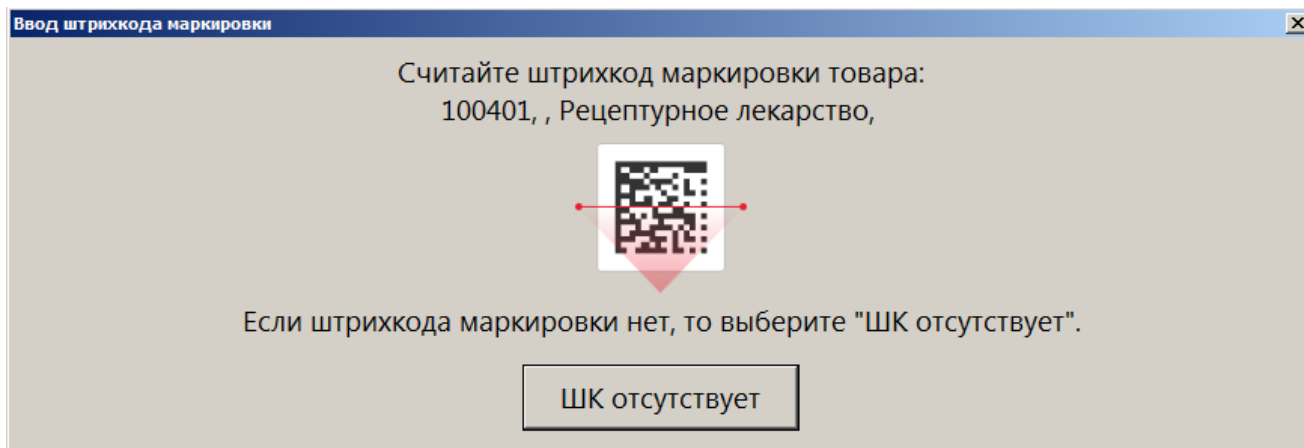 Ввод штрихкода маркировки
Считайте штрихкод маркировки товара:
100401, , Рецептурное лекарство,
Если штрихкода маркировки нет, то выберите "ШК отсутствует".
ШК отсутствует